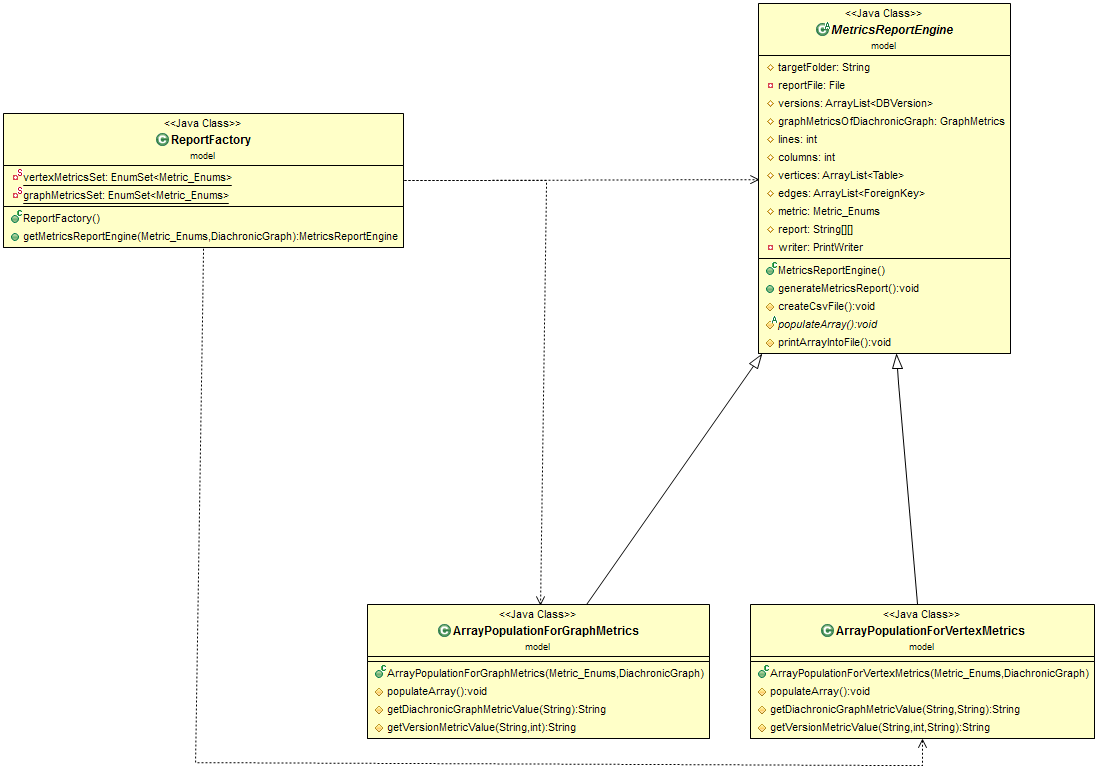 <<Java Class>>
MetricsReportEngine
model
targetFolder: String
reportFile: File
versions: ArrayList<DBVersion>
graphMetricsOfDiachronicGraph: GraphMetrics
lines: int
columns: int
vertices: ArrayList<Table>
edges: ArrayList<ForeignKey>
metric: Metric_Enums
report: String[][]
writer: PrintWriter
MetricsReportEngine()
generateMetricsReport():void
createCsvFile():void
populateArray():void
printArrayIntoFile():void
<<Java Class>>
ReportFactory
model
vertexMetricsSet: EnumSet<Metric_Enums>
graphMetricsSet: EnumSet<Metric_Enums>
ReportFactory()
getMetricsReportEngine(Metric_Enums,DiachronicGraph):MetricsReportEngine
<<Java Class>>
ArrayPopulationForGraphMetrics
model
ArrayPopulationForGraphMetrics(Metric_Enums,DiachronicGraph)
populateArray():void
getDiachronicGraphMetricValue(String):String
getVersionMetricValue(String,int):String
<<Java Class>>
ArrayPopulationForVertexMetrics
model
ArrayPopulationForVertexMetrics(Metric_Enums,DiachronicGraph)
populateArray():void
getDiachronicGraphMetricValue(String,String):String
getVersionMetricValue(String,int,String):String